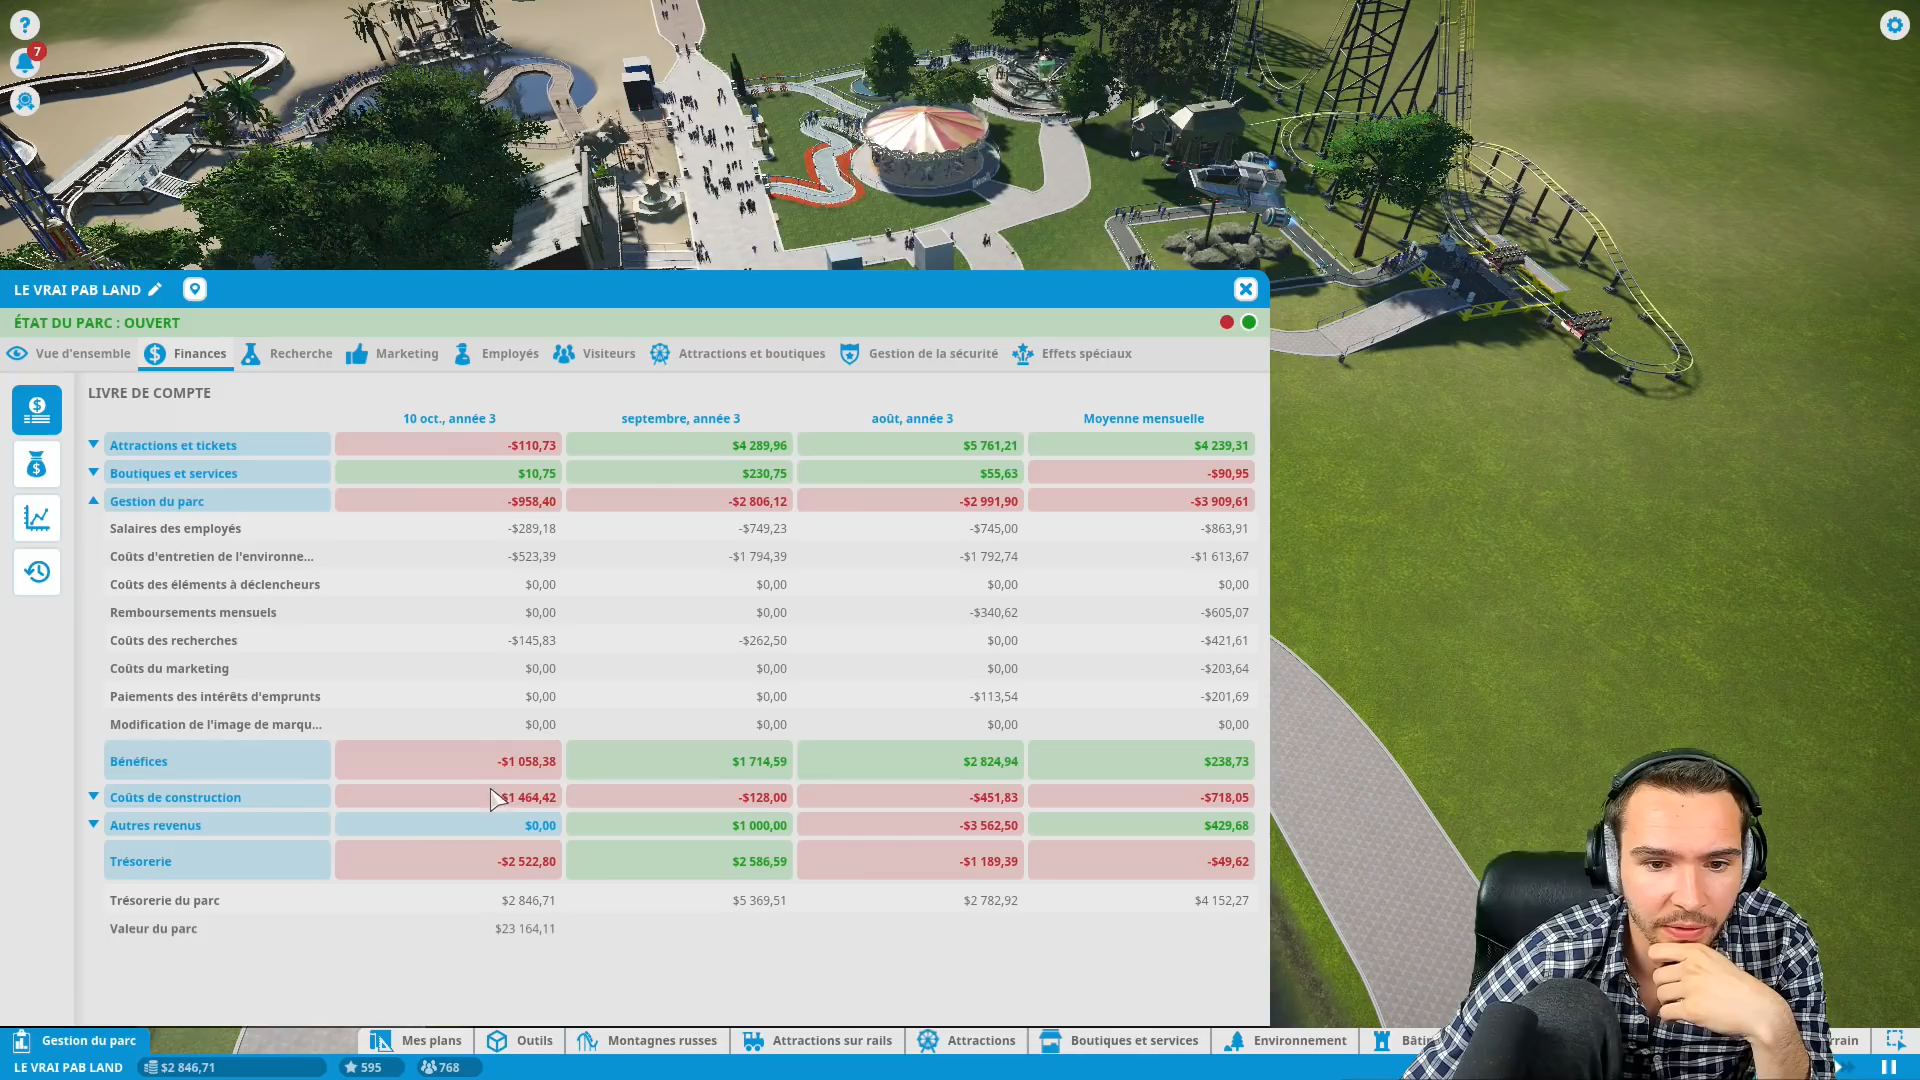 ?
7
LE VRAI PAB LAND
ÉTAT DU PARC : OUVERT
Vue d'ensemble Finances Recherche Marketing Employés Visiteurs Attractions et boutiques Gestion de la sécurité Effets spéciaux
LIVRE DE COMPTE
10 oct., année 3 septembre, année 3 août, année 3 Moyenne mensuelle
Attractions et tickets -$110,73 $4 289,96 $5 761,21 $4 239,31
Boutiques et services $10,75 $230,75 $55,63 -$90,95
Gestion du parc -$958,40 -$2 806,12 -$2 991,90 -$3 909,61
Salaires des employés -$289,18 -$749,23 -$745,00 -$863,91
Coûts d'entretien de l'environne... -$523,39 -$1 794,39 -$1 792,74 -$1 613,67
Coûts des éléments à déclencheurs $0,00 $0,00 $0,00 $0,00
Remboursements mensuels $0,00 $0,00 -$340,62 -$605,07
Coûts des recherches -$145,83 -$262,50 $0,00 -$421,61
Coûts du marketing $0,00 $0,00 $0,00 -$203,64
Paiements des intérêts d'emprunts $0,00 $0,00 -$113,54 -$201,69
Modification de l'image de marqu... $0,00 $0,00 $0,00 $0,00
Bénéfices -$1 058,38 $1 714,59 $2 824,94 $238,73
Coûts de construction $1 464,42 -$128,00 -$451,83 -$718,05
Autres revenus $0,00 $1 000,00 -$3 562,50 $429,68
Trésorerie -$2 522,80 $2 586,59 -$1 189,39 -$49,62
Trésorerie du parc $2 846,71 $5 369,51 $2 782,92 $4 152,27
Valeur du parc $23 164,11
Gestion du parc Mes plans Outils Montagnes russes Attractions sur rails Attractions Boutiques et services Environnement Bâti rrain
LE VRAI PAB LAND $2 846,71 595 768